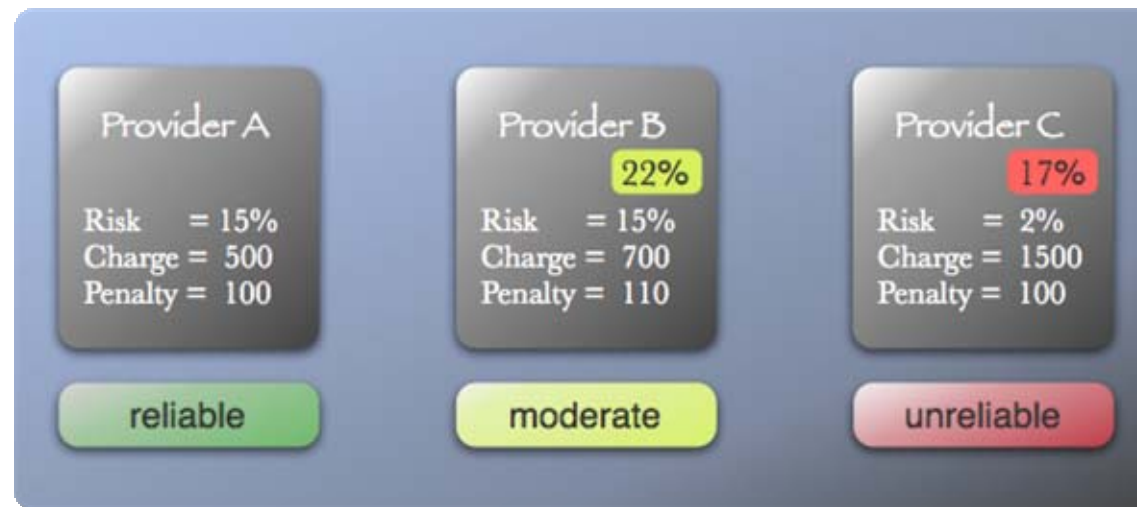 Provider A
Risk = 15%
Charge = 500
Penalty = 100
reliable
Provider B
22%
Risk = 15%
Charge = 700
Penalty = 110
moderate
Provider C
17%
Risk = 2%
Charge = 1500
Penalty = 100
unreliable